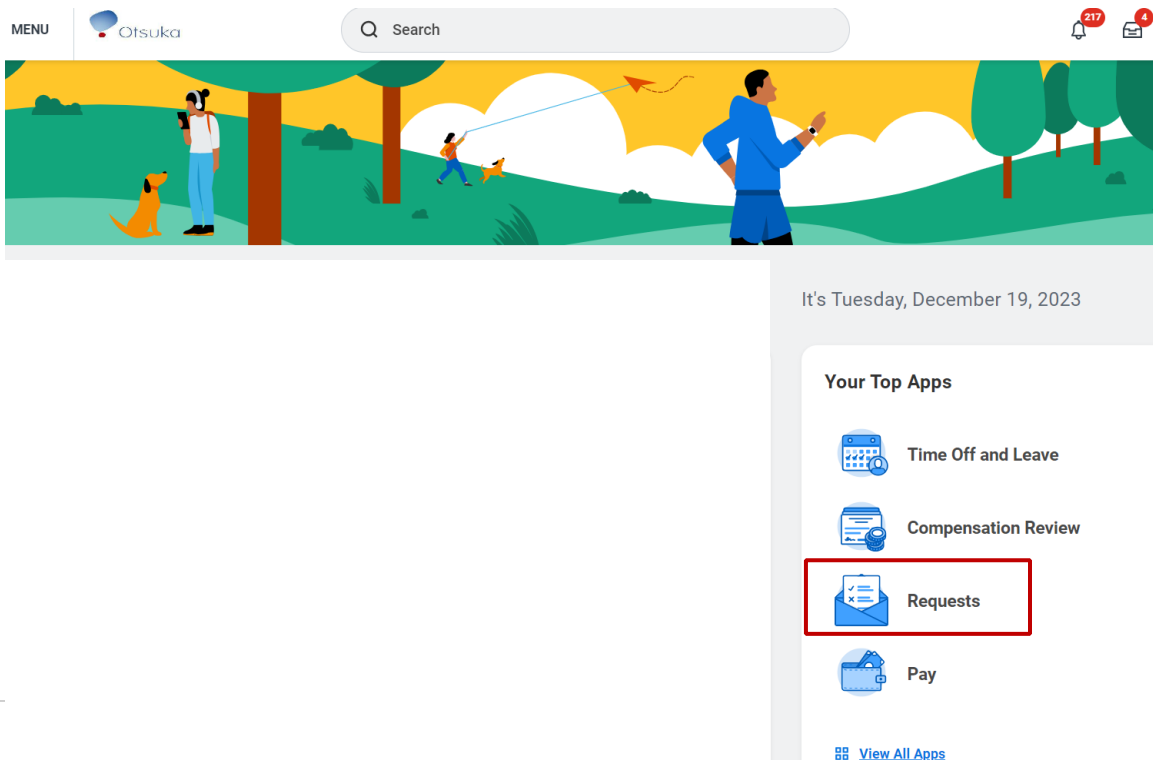 MENU
Otsuka
Search
217
4
It's Tuesday, December 19, 2023
Your Top Apps
Time Off and Leave
Compensation Review
Requests
Pay
View All Apps